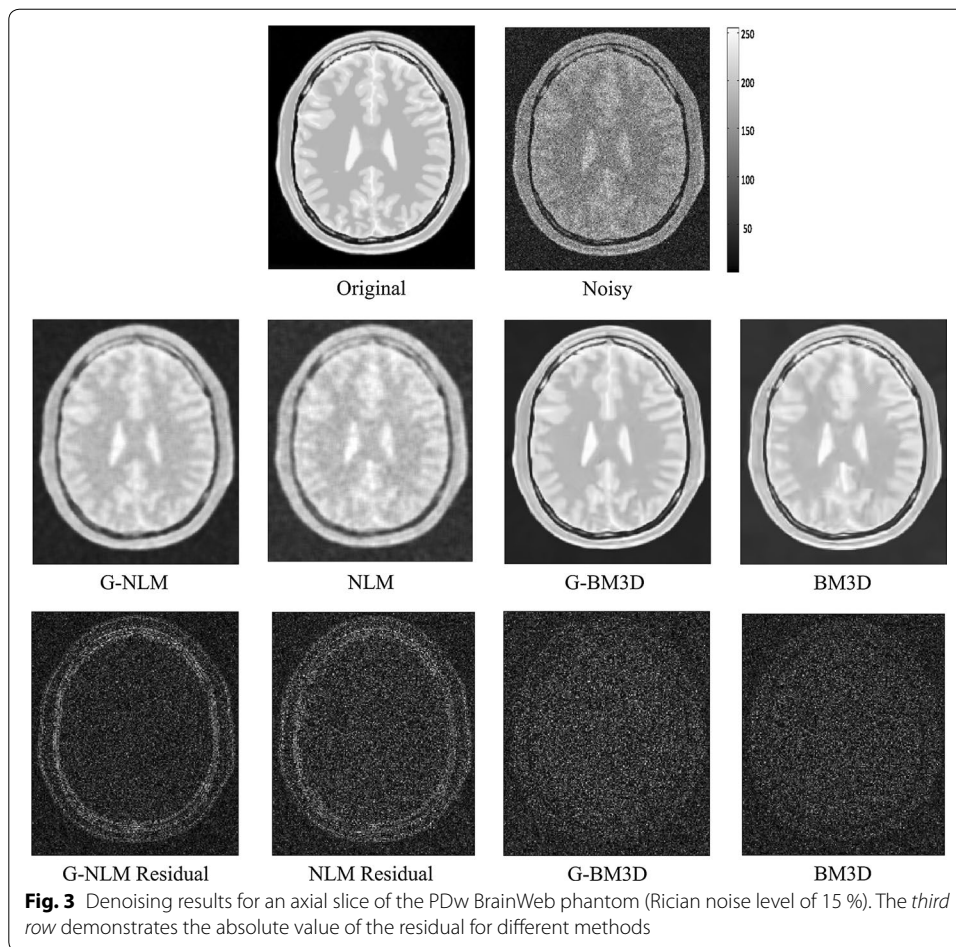 250
200
150
100
50
Original
Noisy
G-NLM
NLM
G-BM3D
BM3D
G-NLM Residual
NLM Residual
G-BM3D
BM3D
Fig. 3 Denoising results for an axial slice of the PDw BrainWeb phantom (Rician noise level of 15 %). The third
row demonstrates the absolute value of the residual for different methods